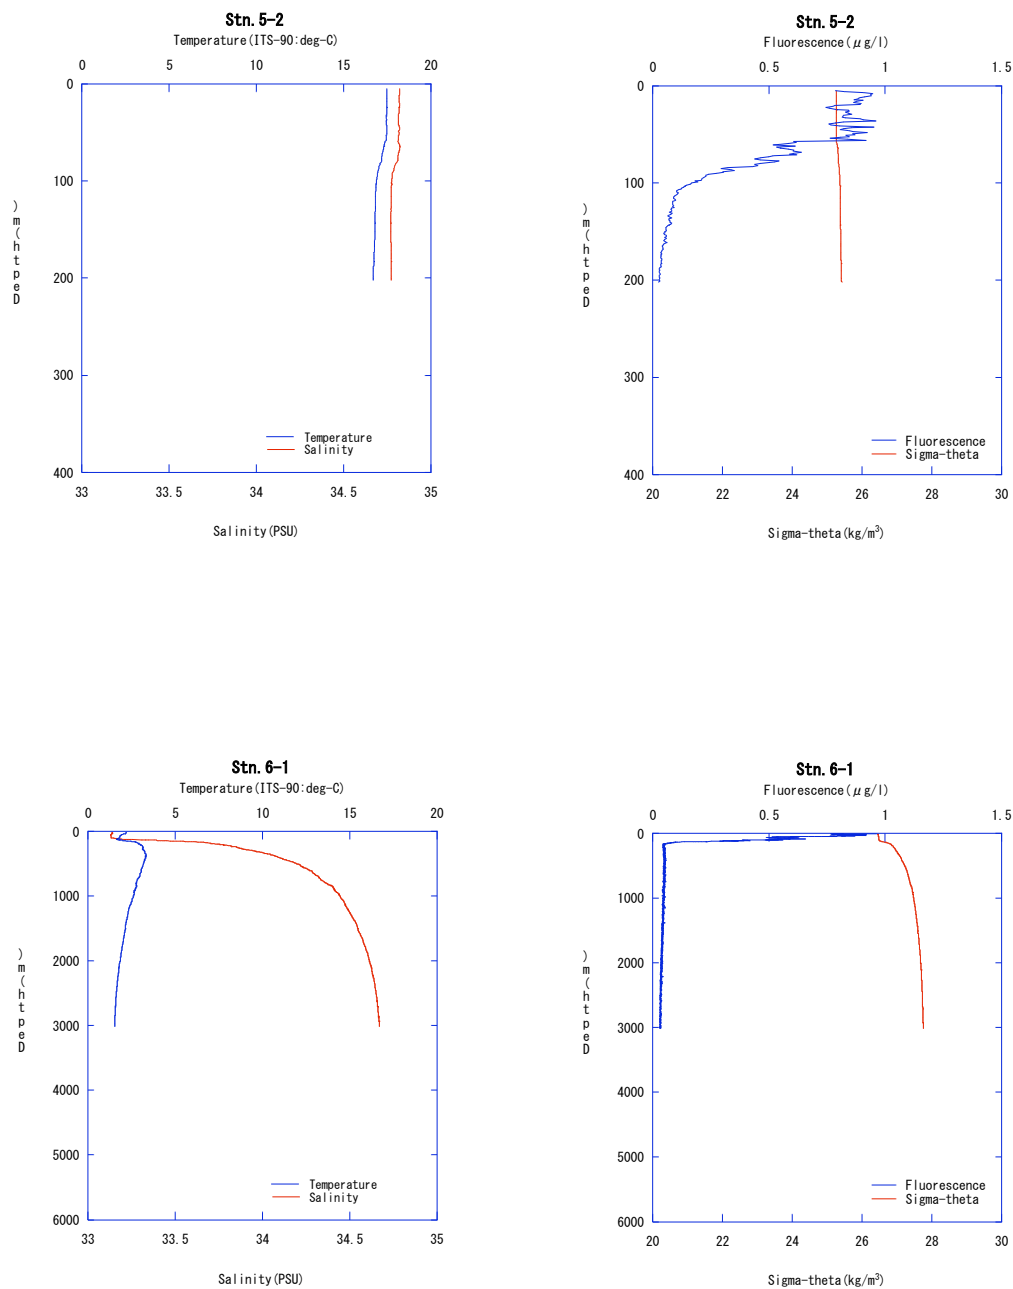 Stn. 5-2
Temperature(ITS-90:deg-C)
0 5 10 15 20
0
100
200
300
400
Depth(m)
Temperature
Salinity
33 33.5 34 34.5 35
Salinity(PSU)
Stn. 5-2
Fluorescence(μg/l)
0 0.5 1 1.5
0
100
200
300
400
Depth(m)
Fluorescence
Sigma-theta
20 22 24 26 28 30
Sigma-theta(kg/m³)
Stn. 6-1
Temperature(ITS-90:deg-C)
0 5 10 15 20
0
1000
2000
3000
4000
5000
6000
Depth(m)
Temperature
Salinity
33 33.5 34 34.5 35
Salinity(PSU)
Stn. 6-1
Fluorescence(μg/l)
0 0.5 1 1.5
0
1000
2000
3000
4000
5000
6000
Depth(m)
Fluorescence
Sigma-theta
20 22 24 26 28 30
Sigma-theta(kg/m³)